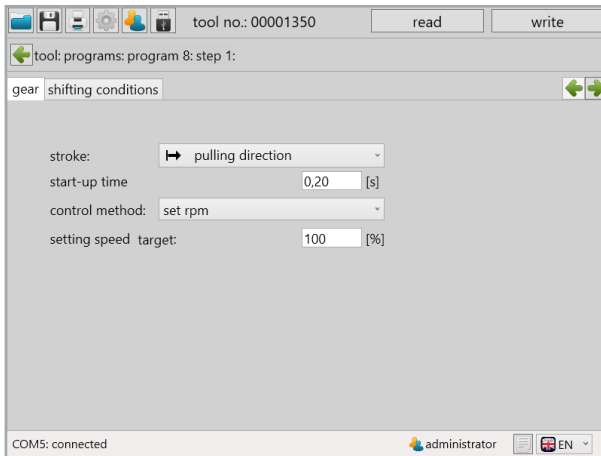 tool no.: 00001350 read write
tool: programs: program 8: step 1:
gear shifting conditions
stroke: pulling direction
start-up time 0,20 [s]
control method: set rpm
setting speed target: 100 [%]
COM5: connected administrator EN